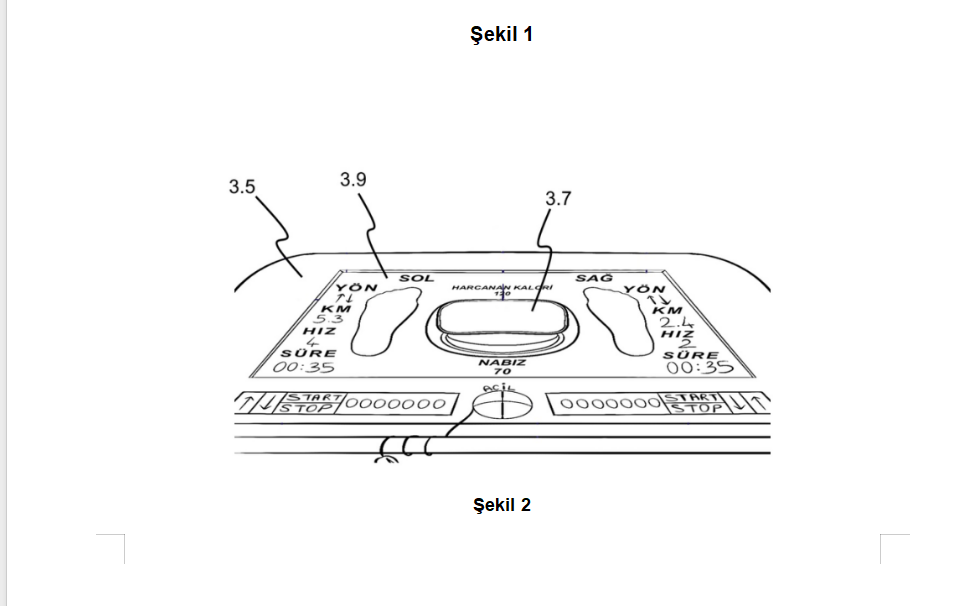 Şekil 1
3.5
3.9
3.7
SOL
SAĞ
YÖN
HARCANAN KALORİ
YÖN
↑↓
130
↑↓
KM
KM
5.3
2.4
HIZ
HIZ
4
2
SÜRE
NABIZ
SÜRE
00:35
70
00:35
ACİL
↑ ↓ START 0000000
STOP
0000000 START ↓ ↑
STOP
Şekil 2